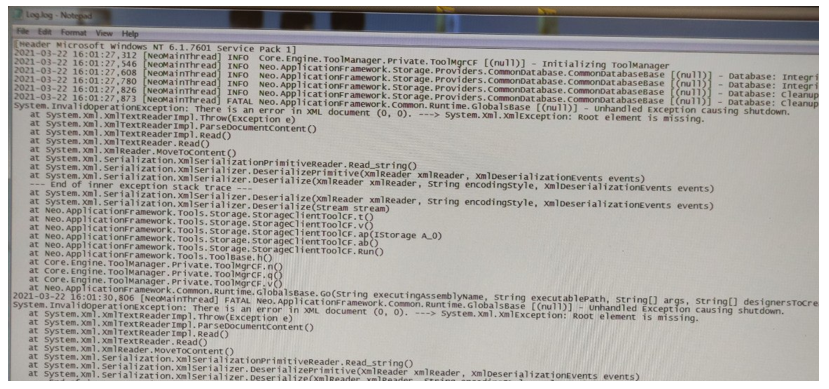 Log.log - Notepad
File Edit Format View Help
[Header Microsoft Windows NT 6.1.7601 Service Pack 1]
2021-03-22 16:01:27,312 [NeoMainThread] INFO Core.Engine.ToolManager.Private.ToolMgrCF [(null)] - Initializing ToolManager
2021-03-22 16:01:27,546 [NeoMainThread] INFO Neo.ApplicationFramework.Storage.Providers.CommonDatabase.CommonDatabaseBase [(null)] - Database: Integri
2021-03-22 16:01:27,608 [NeoMainThread] INFO Neo.ApplicationFramework.Storage.Providers.CommonDatabase.CommonDatabaseBase [(null)] - Database: Integri
2021-03-22 16:01:27,780 [NeoMainThread] INFO Neo.ApplicationFramework.Storage.Providers.CommonDatabase.CommonDatabaseBase [(null)] - Database: Cleanup
2021-03-22 16:01:27,826 [NeoMainThread] INFO Neo.ApplicationFramework.Storage.Providers.CommonDatabase.CommonDatabaseBase [(null)] - Database: Cleanup
2021-03-22 16:01:27,873 [NeoMainThread] FATAL Neo.ApplicationFramework.Common.Runtime.GlobalsBase [(null)] - Unhandled Exception causing shutdown.
System.InvalidOperationException: There is an error in XML document (0, 0). ---> System.Xml.XmlException: Root element is missing.
at System.Xml.XmlTextReaderImpl.Throw(Exception e)
at System.Xml.XmlTextReaderImpl.ParseDocumentContent()
at System.Xml.XmlTextReaderImpl.Read()
at System.Xml.XmlTextReader.Read()
at System.Xml.XmlReader.MoveToContent()
at System.Xml.Serialization.XmlSerializationPrimitiveReader.Read_string()
at System.Xml.Serialization.XmlSerializer.DeserializePrimitive(XmlReader xmlReader, XmlDeserializationEvents events)
at System.Xml.Serialization.XmlSerializer.Deserialize(XmlReader xmlReader, String encodingStyle, XmlDeserializationEvents events)
--- End of inner exception stack trace ---
at System.Xml.Serialization.XmlSerializer.Deserialize(XmlReader xmlReader, String encodingStyle, XmlDeserializationEvents events)
at System.Xml.Serialization.XmlSerializer.Deserialize(Stream stream)
at Neo.ApplicationFramework.Tools.Storage.StorageClientToolCF.t()
at Neo.ApplicationFramework.Tools.Storage.StorageClientToolCF.v()
at Neo.ApplicationFramework.Tools.Storage.StorageClientToolCF.ap(IStorage A_0)
at Neo.ApplicationFramework.Tools.Storage.StorageClientToolCF.ab()
at Neo.ApplicationFramework.Tools.Storage.StorageClientToolCF.Run()
at Neo.ApplicationFramework.Tools.ToolBase.h()
at Core.Engine.ToolManager.Private.ToolMgrCF.n()
at Core.Engine.ToolManager.Private.ToolMgrCF.q()
at Core.Engine.ToolManager.Private.ToolMgrCF.v()
at Neo.ApplicationFramework.Common.Runtime.GlobalsBase.Go(String executingAssemblyName, String executablePath, String[] args, String[] designersToCre
2021-03-22 16:01:30,806 [NeoMainThread] FATAL Neo.ApplicationFramework.Common.Runtime.GlobalsBase [(null)] - Unhandled Exception causing shutdown.
System.InvalidOperationException: There is an error in XML document (0, 0). ---> System.Xml.XmlException: Root element is missing.
at System.Xml.XmlTextReaderImpl.Throw(Exception e)
at System.Xml.XmlTextReaderImpl.ParseDocumentContent()
at System.Xml.XmlTextReaderImpl.Read()
at System.Xml.XmlTextReader.Read()
at System.Xml.XmlReader.MoveToContent()
at System.Xml.Serialization.XmlSerializationPrimitiveReader.Read_string()
at System.Xml.Serialization.XmlSerializer.DeserializePrimitive(XmlReader xmlReader, XmlDeserializationEvents events)
at System.Xml.Serialization.XmlSerializer.Deserialize(XmlReader xmlReader, String